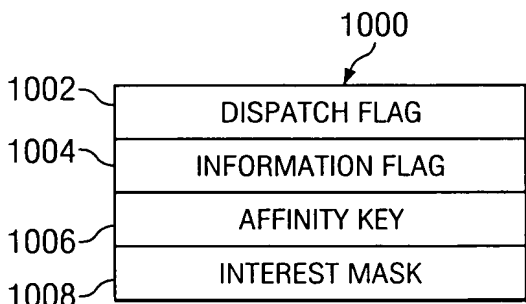 1000
1002 DISPATCH FLAG
1004 INFORMATION FLAG
1006 AFFINITY KEY
1008 INTEREST MASK